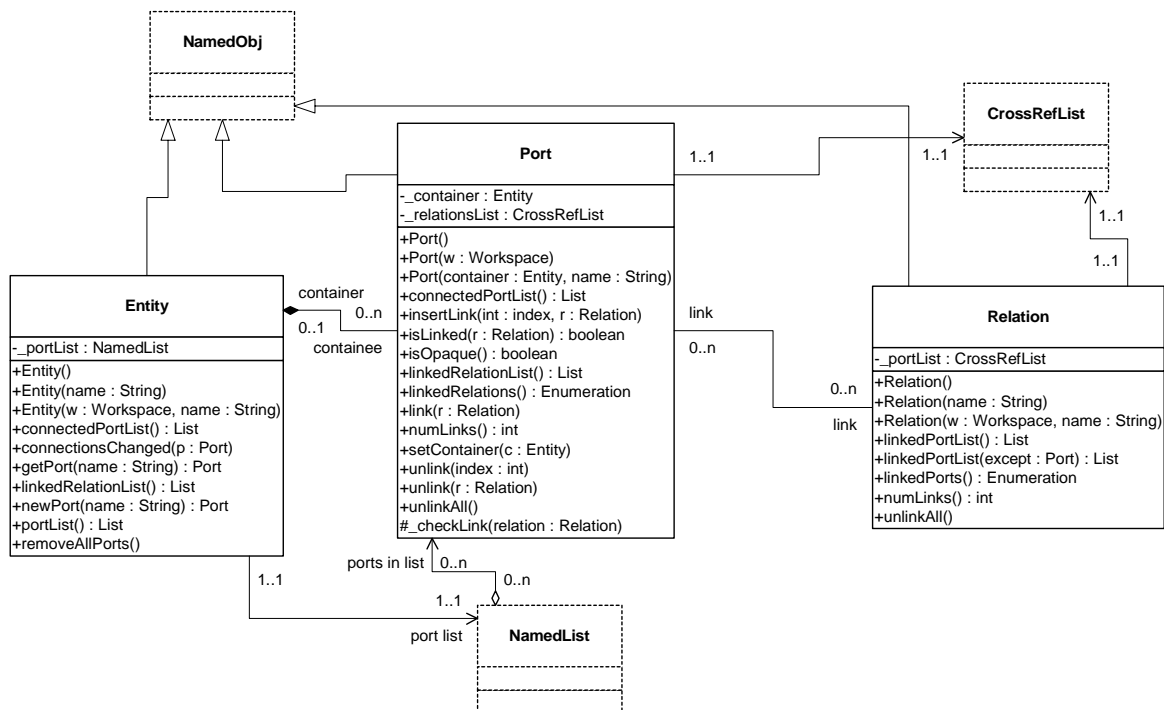 NamedObj
CrossRefList
Port
-_container : Entity
-_relationsList : CrossRefList
+Port()
+Port(w : Workspace)
+Port(container : Entity, name : String)
+connectedPortList() : List
+insertLink(int : index, r : Relation)
+isLinked(r : Relation) : boolean
+isOpaque() : boolean
+linkedRelationList() : List
+linkedRelations() : Enumeration
+link(r : Relation)
+numLinks() : int
+setContainer(c : Entity)
+unlink(index : int)
+unlink(r : Relation)
+unlinkAll()
#_checkLink(relation : Relation)
1..1
1..1
1..1
1..1
Entity
-_portList : NamedList
+Entity()
+Entity(name : String)
+Entity(w : Workspace, name : String)
+connectedPortList() : List
+connectionsChanged(p : Port)
+getPort(name : String) : Port
+linkedRelationList() : List
+newPort(name : String) : Port
+portList() : List
+removeAllPorts()
container
0..n
0..1
containee
link
0..n
0..n
link
Relation
-_portList : CrossRefList
+Relation()
+Relation(name : String)
+Relation(w : Workspace, name : String)
+linkedPortList() : List
+linkedPortList(except : Port) : List
+linkedPorts() : Enumeration
+numLinks() : int
+unlinkAll()
ports in list
0..n
0..n
1..1
1..1
port list
NamedList